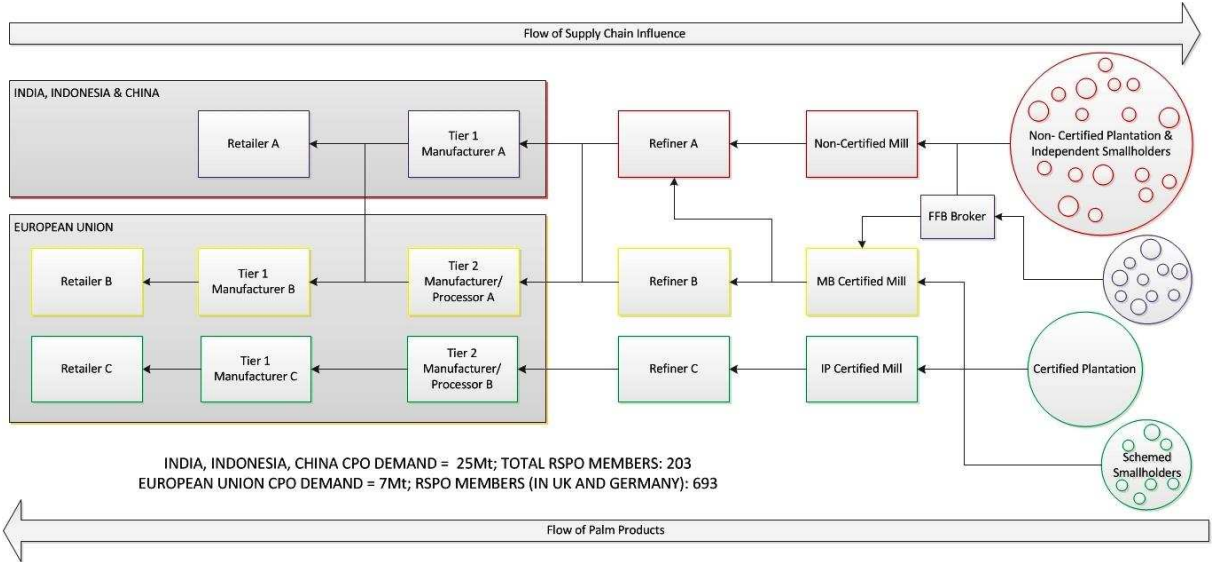 Flow of Supply Chain Influence
INDIA, INDONESIA & CHINA
Retailer A
Tier 1
Manufacturer A
Refiner A
Non-Certified Mill
Non- Certified Plantation &
Independent Smallholders
FFB Broker
EUROPEAN UNION
Retailer B
Tier 1
Manufacturer B
Tier 2
Manufacturer/
Processor A
Refiner B
MB Certified Mill
Retailer C
Tier 1
Manufacturer C
Tier 2
Manufacturer/
Processor B
Refiner C
IP Certified Mill
Certified Plantation
Schemed
Smallholders
INDIA, INDONESIA, CHINA CPO DEMAND = 25Mt; TOTAL RSPO MEMBERS: 203
EUROPEAN UNION CPO DEMAND = 7Mt; RSPO MEMBERS (IN UK AND GERMANY): 693
Flow of Palm Products